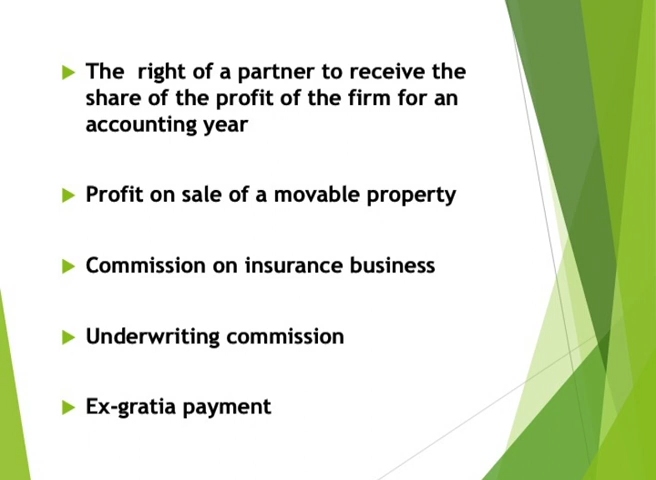 The  right of a partner to receive the
share of the profit of the firm for an
accounting year
Profit on sale of a movable property
Commission on insurance business
Underwriting commission
Ex-gratia payment